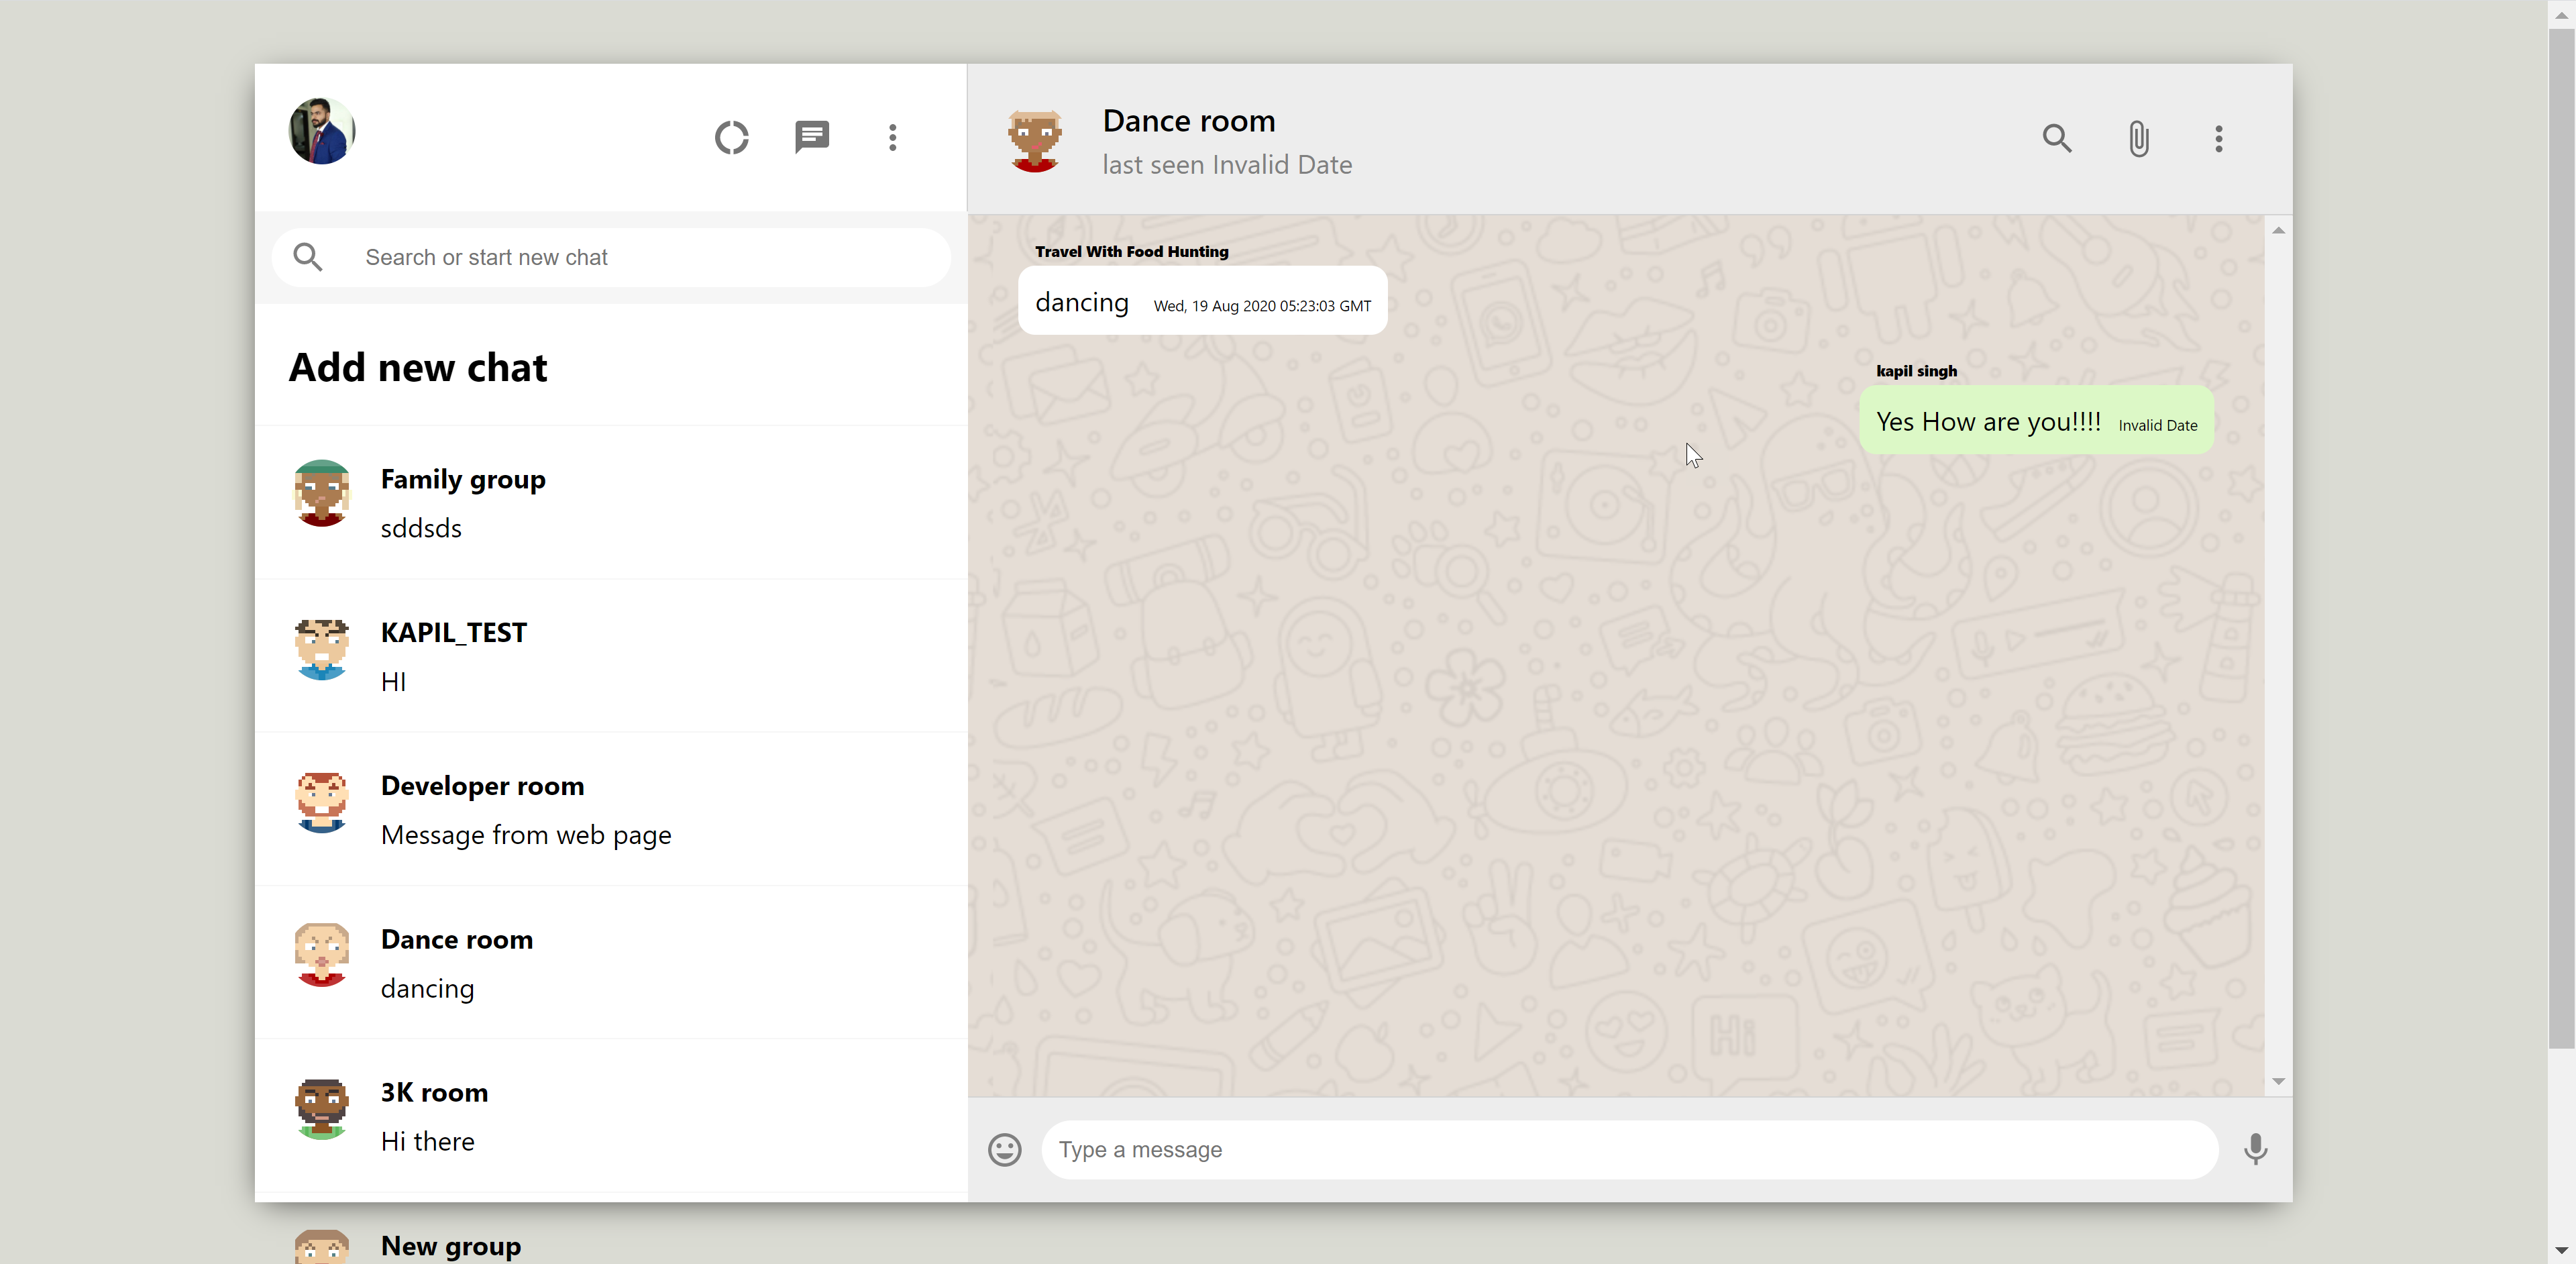 Search or start new chat
Add new chat
Family group
sddsds
KAPIL_TEST
HI
Developer room
Message from web page
Dance room
dancing
3K room
Hi there
New group
Dance room
last seen Invalid Date
Travel With Food Hunting
dancing Wed, 19 Aug 2020 05:23:03 GMT
kapil singh
Yes How are you!!!! Invalid Date
Hi
Type a message